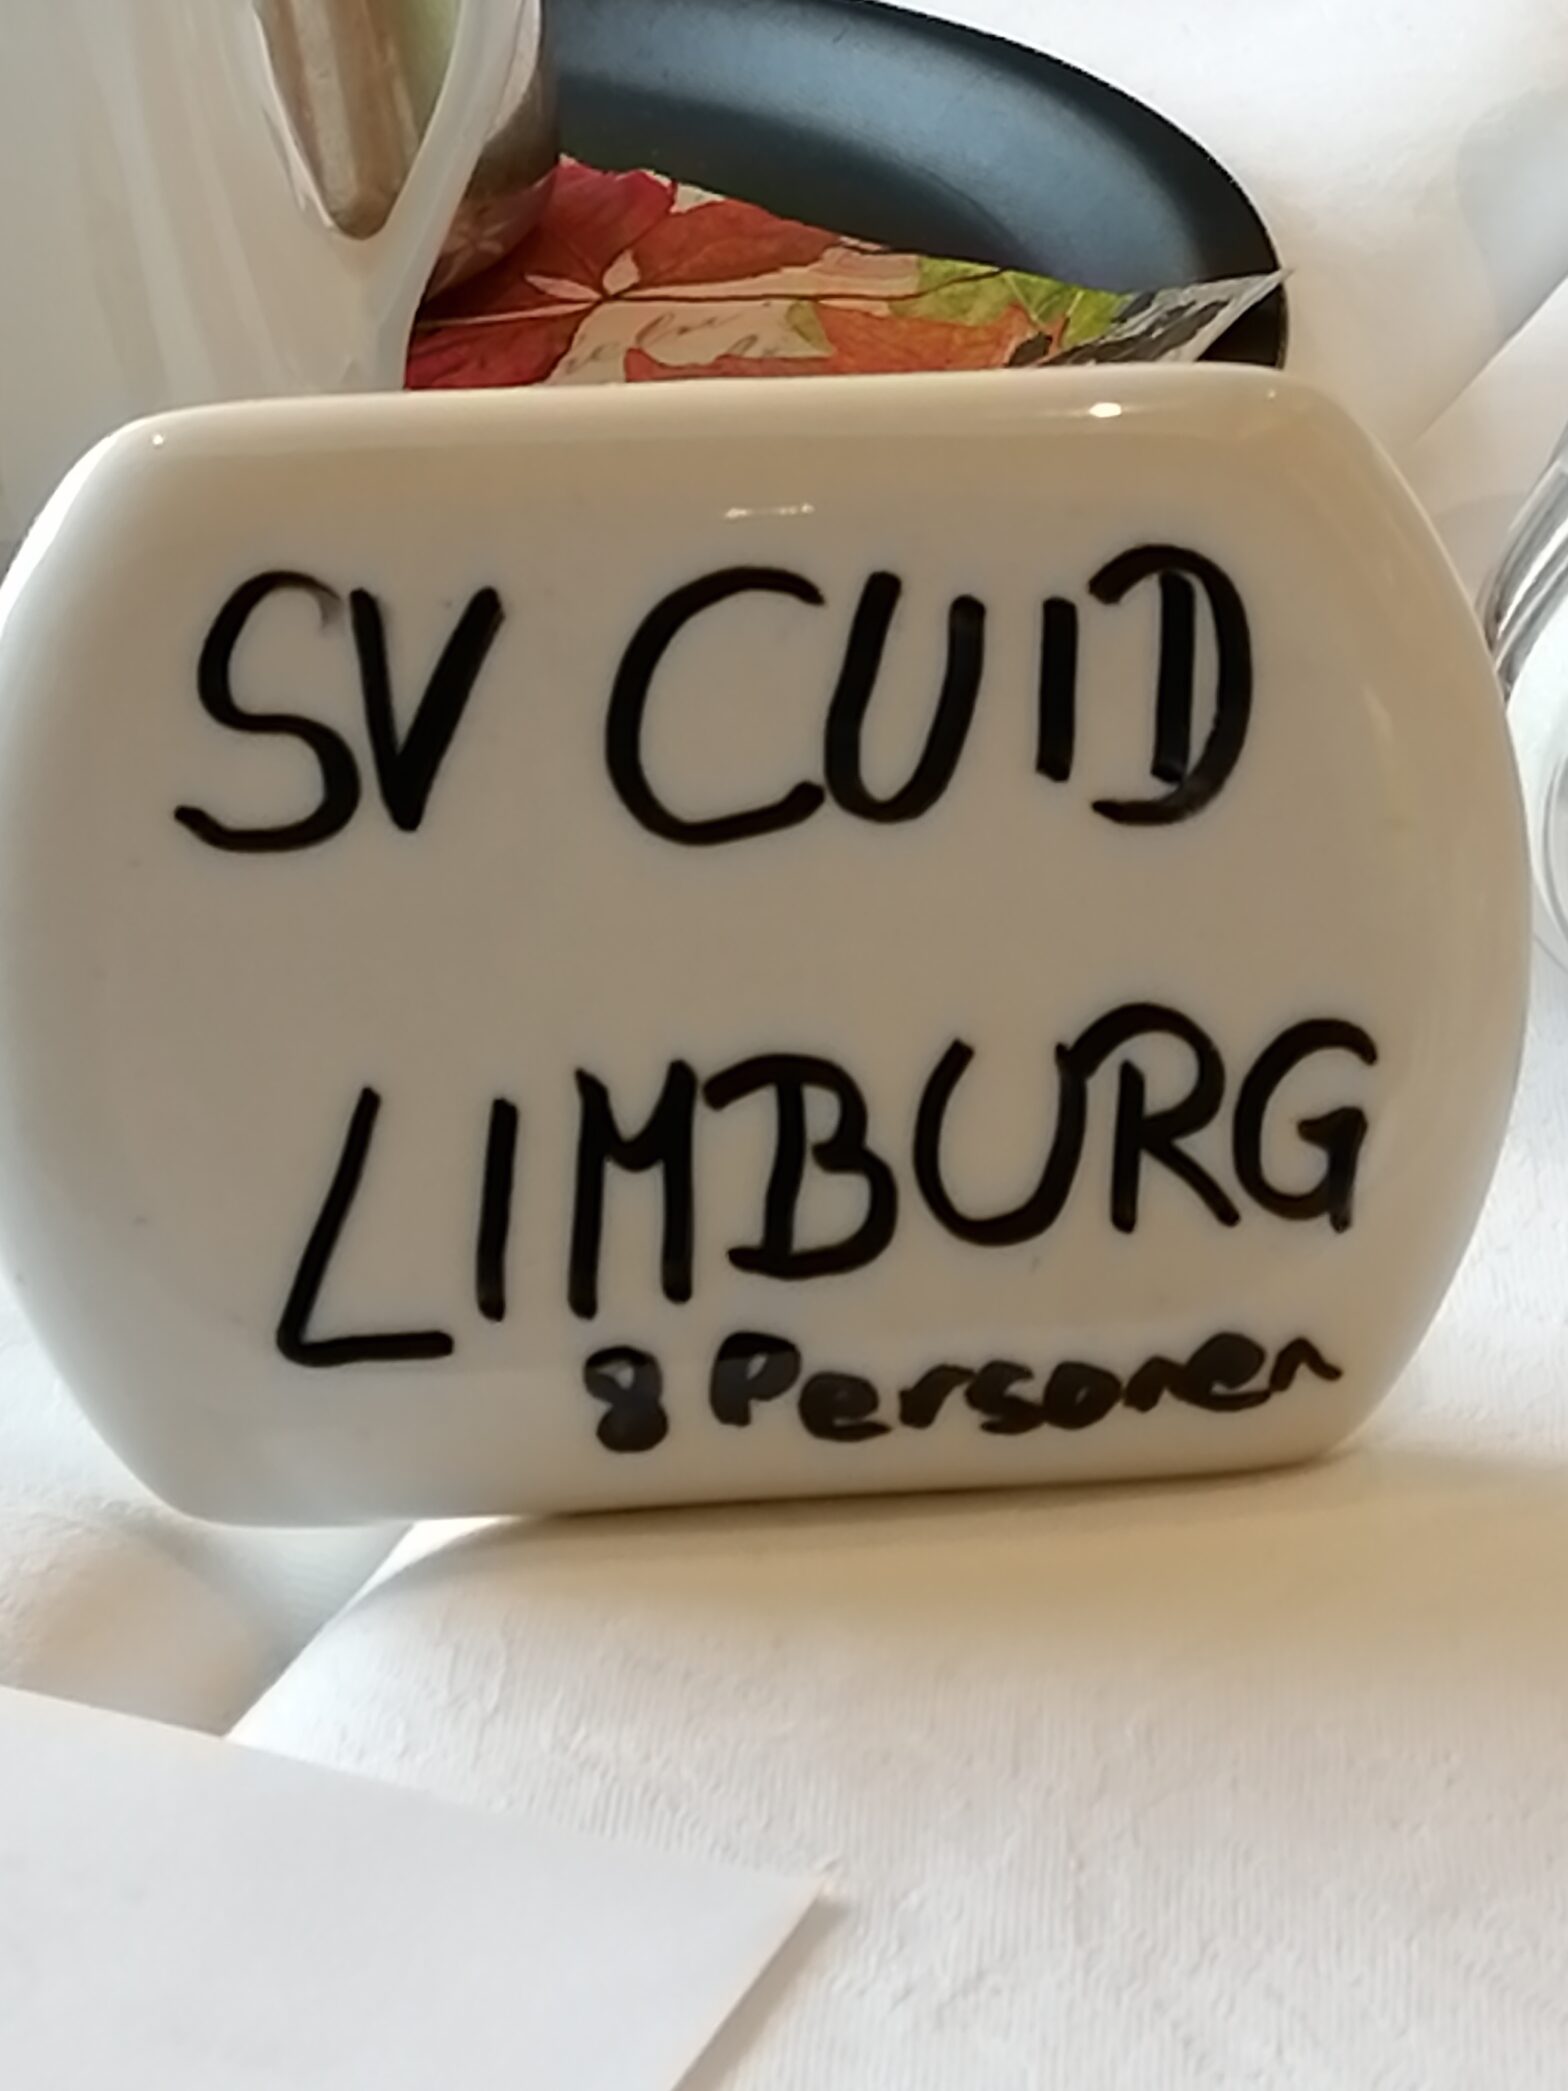 SV CUID
LIMBURG
8 Personen